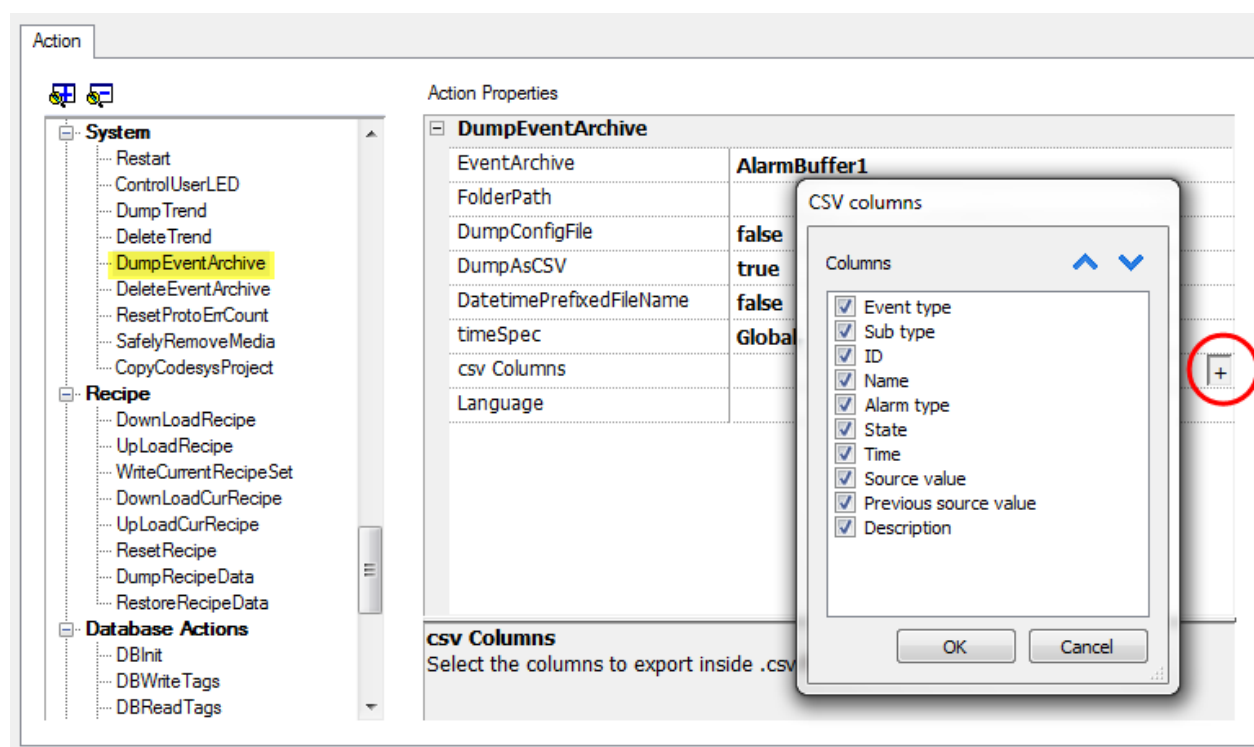 Action
System
Restart
ControlUserLED
DumpTrend
DeleteTrend
DumpEventArchive
DeleteEventArchive
ResetProtoErrCount
SafelyRemoveMedia
CopyCodesysProject
Recipe
DownLoadRecipe
UpLoadRecipe
WriteCurrentRecipeSet
DownLoadCurRecipe
UpLoadCurRecipe
ResetRecipe
DumpRecipeData
RestoreRecipeData
Database Actions
DBInit
DBWriteTags
DBReadTags
Action Properties
DumpEventArchive
EventArchive AlarmBuffer1
FolderPath
DumpConfigFile false
DumpAsCSV true
DatetimePrefixedFileName false
timeSpec Global
csv Columns +
Language
csv Columns
Select the columns to export inside .csv
CSV columns
Columns
Event type
Sub type
ID
Name
Alarm type
State
Time
Source value
Previous source value
Description
OK Cancel